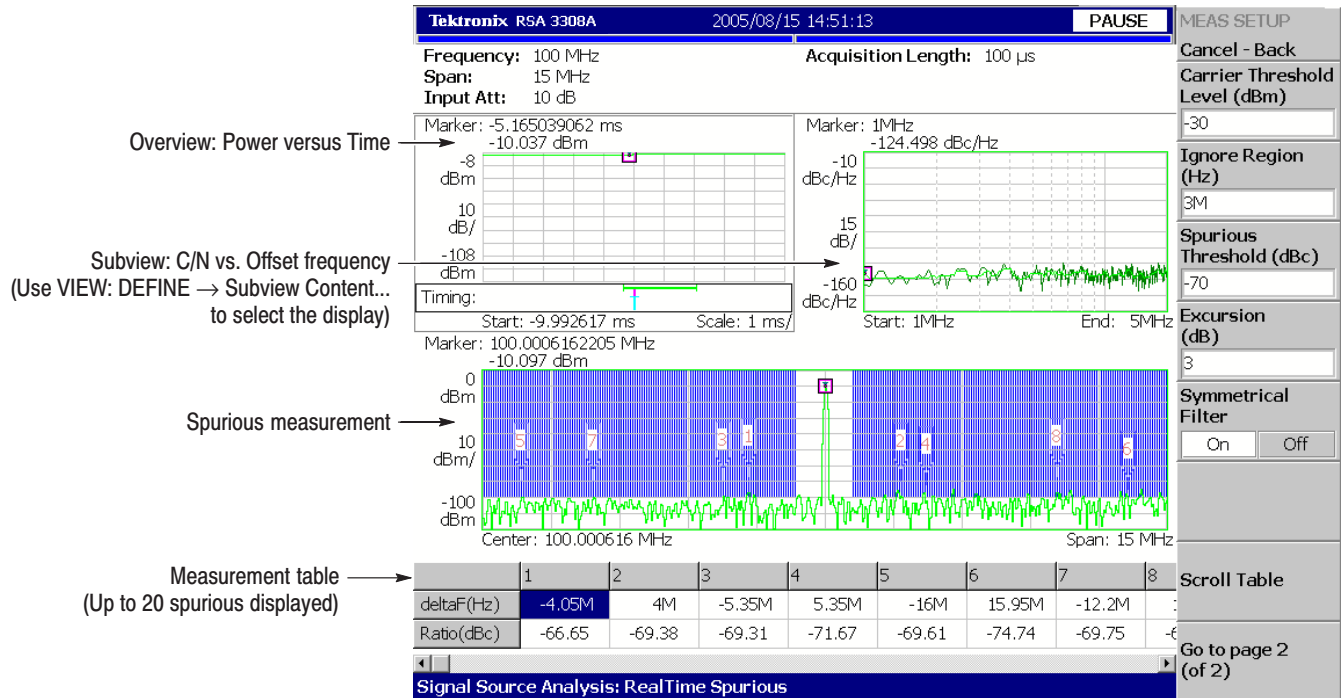 Tektronix RSA 3308A 2005/08/15 14:51:13 PAUSE
Frequency: 100 MHz Acquisition Length: 100 µs
Span: 15 MHz
Input Att: 10 dB
Overview: Power versus Time
Marker: -5.165039062 ms
-10.037 dBm
-8
dBm
10
dB/
-108
dBm
Timing:
Start: -9.992617 ms Scale: 1 ms/
Subview: C/N vs. Offset frequency
(Use VIEW: DEFINE → Subview Content...
to select the display)
Marker: 1MHz
-124.498 dBc/Hz
-10
dBc/Hz
15
dB/
-160
dBc/Hz
Start: 1MHz End: 5MHz
Spurious measurement
Marker: 100.0006162205 MHz
-10.097 dBm
0
dBm
10
dBm/
-100
dBm
5 7 3 1 2 4 8 6
Center: 100.000616 MHz Span: 15 MHz
Measurement table
(Up to 20 spurious displayed)
1 2 3 4 5 6 7 8
deltaF(Hz) -4.05M 4M -5.35M 5.35M -16M 15.95M -12.2M
Ratio(dBc) -66.65 -69.38 -69.31 -71.67 -69.61 -74.74 -69.75
Signal Source Analysis: RealTime Spurious
MEAS SETUP
Cancel - Back
Carrier Threshold
Level (dBm)
-30
Ignore Region
(Hz)
3M
Spurious
Threshold (dBc)
-70
Excursion
(dB)
3
Symmetrical
Filter
On Off
Scroll Table
Go to page 2
(of 2)